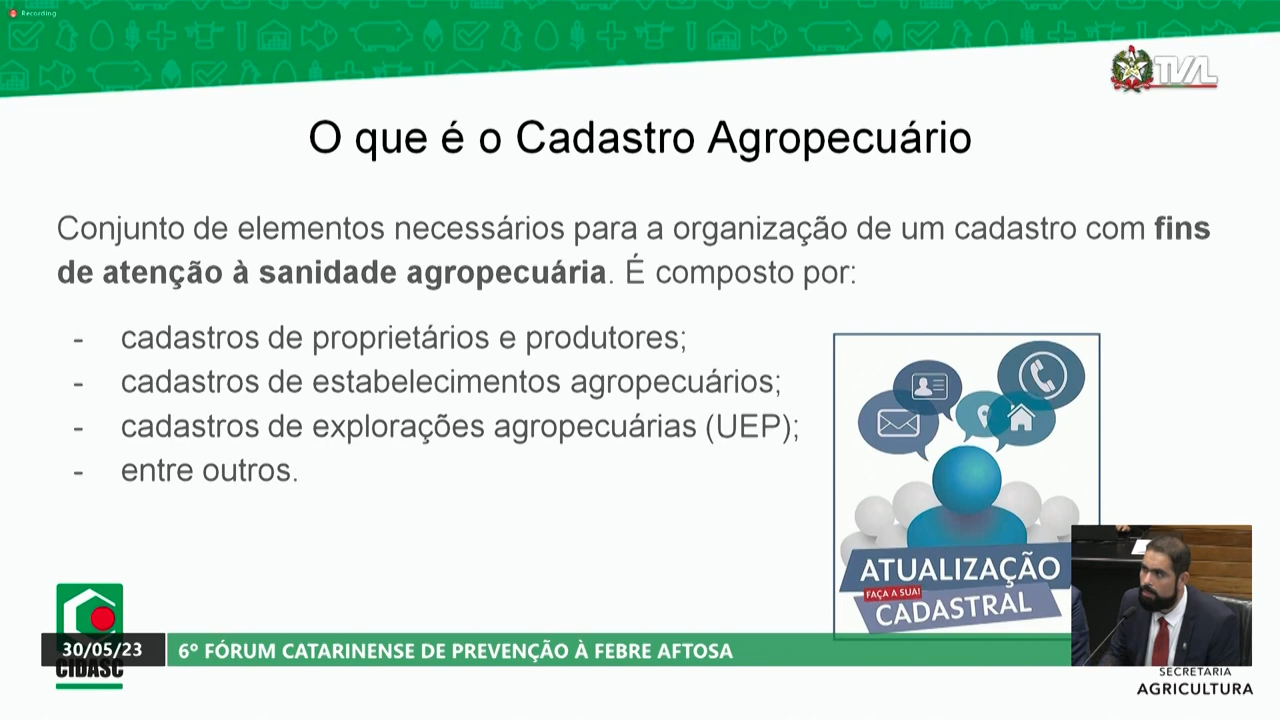 Recording
TVAL
O que é o Cadastro Agropecuário
Conjunto de elementos necessários para a organização de um cadastro com fins
de atenção à sanidade agropecuária. É composto por:
- cadastros de proprietários e produtores;
- cadastros de estabelecimentos agropecuários;
- cadastros de explorações agropecuárias (UEP);
- entre outros.
ATUALIZAÇÃO
FAÇA A SUA!
CADASTRAL
30/05/23
6º FÓRUM CATARINENSE DE PREVENÇÃO À FEBRE AFTOSA
CIDASC
SECRETARIA
AGRICULTURA